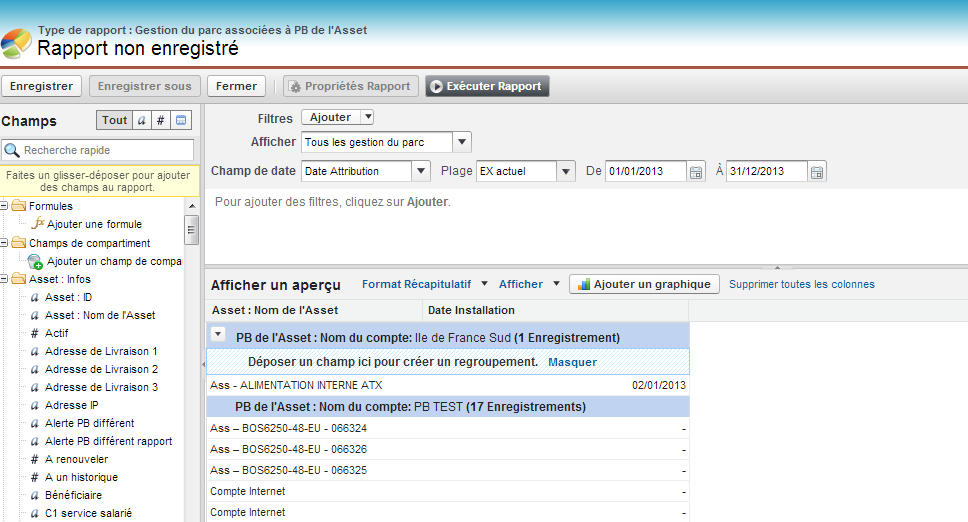 Type de rapport : Gestion du parc associées à PB de l'Asset
Rapport non enregistré
Enregistrer Enregistrer sous Fermer Propriétés Rapport Exécuter Rapport
Champs Tout a #
Recherche rapide
Faites un glisser-déposer pour ajouter
des champs au rapport.
Formules
fx Ajouter une formule
Champs de compartiment
Ajouter un champ de compa
Asset : Infos
a Asset : ID
a Asset : Nom de l'Asset
# Actif
a Adresse de Livraison 1
a Adresse de Livraison 2
a Adresse de Livraison 3
a Adresse IP
a Alerte PB différent
a Alerte PB différent rapport
# A renouveler
# A un historique
a Bénéficiaire
a C1 service salarié
Filtres Ajouter
Afficher Tous les gestion du parc
Champ de date Date Attribution Plage EX actuel De 01/01/2013 À 31/12/2013
Pour ajouter des filtres, cliquez sur Ajouter.
Afficher un aperçu Format Récapitulatif Afficher Ajouter un graphique Supprimer toutes les colonnes
Asset : Nom de l'Asset Date Installation
PB de l'Asset : Nom du compte: Ile de France Sud (1 Enregistrement)
Déposer un champ ici pour créer un regroupement. Masquer
Ass - ALIMENTATION INTERNE ATX 02/01/2013
PB de l'Asset : Nom du compte: PB TEST (17 Enregistrements)
Ass – BOS6250-48-EU - 066324 -
Ass – BOS6250-48-EU - 066326 -
Ass – BOS6250-48-EU - 066325 -
Compte Internet -
Compte Internet -